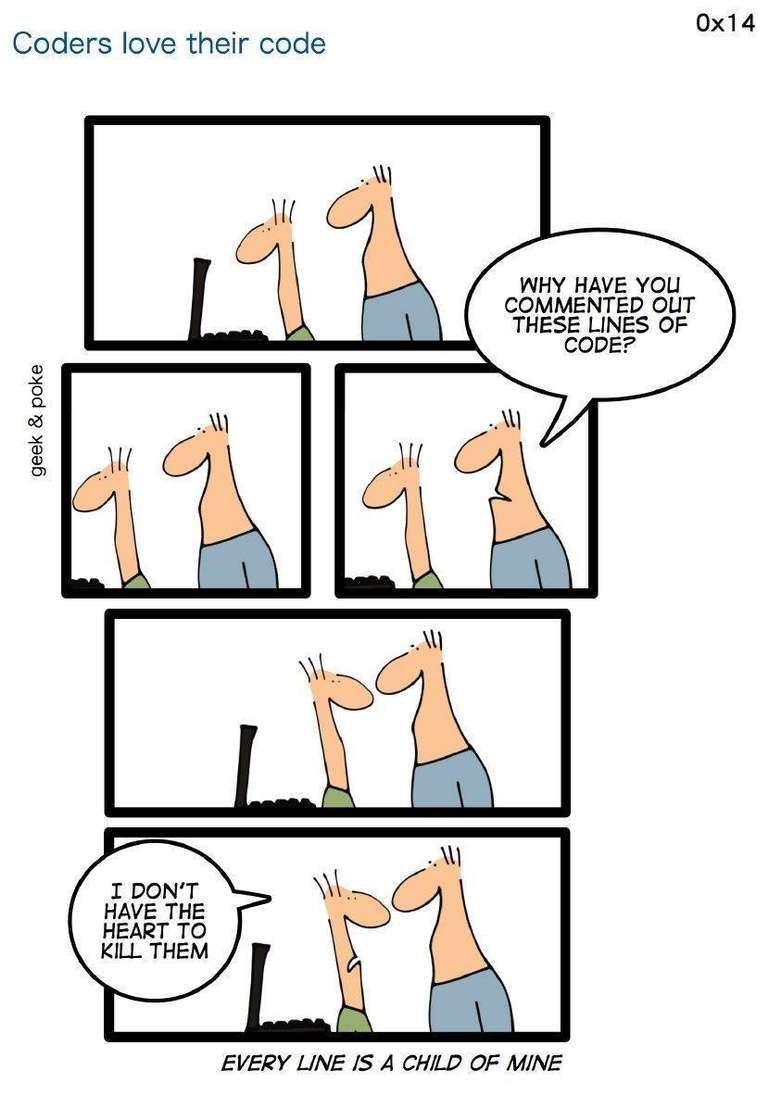 0x14
Coders love their code
WHY HAVE YOU
COMMENTED OUT
THESE LINES OF
CODE?
geek & poke
I DON'T
HAVE THE
HEART TO
KILL THEM
EVERY LINE IS A CHILD OF MINE